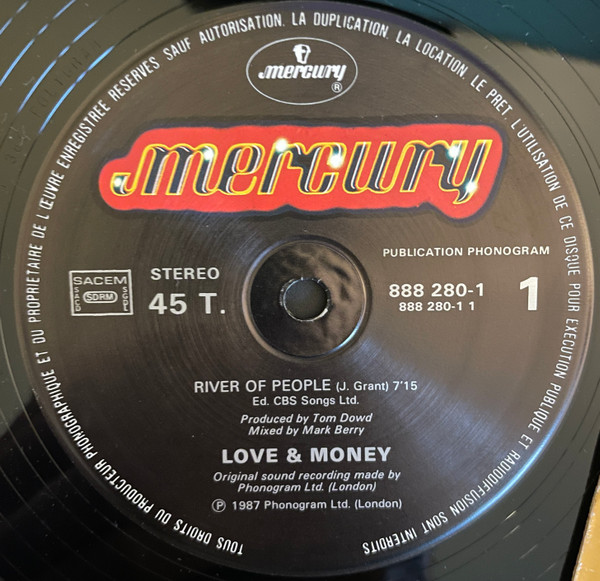 TOUS DROITS DU PRODUCTEUR PHONOGRAPHIQUE ET DU PROPRIETAIRE DE L'ŒUVRE ENREGISTREE RESERVES SAUF AUTORISATION. LA DUPLICATION, LA LOCATION, LE PRET, L'UTILISATION DE CE DISQUE POUR EXECUTION PUBLIQUE ET RADIODIFFUSION SONT INTERDITS
mercury
®
mercury
PUBLICATION PHONOGRAM
SACEM
SACD SDRM SGDL
STEREO
45 T.
888 280-1
888 280-1 1
1
RIVER OF PEOPLE (J. Grant) 7'15
Ed. CBS Songs Ltd.
Produced by Tom Dowd
Mixed by Mark Berry
LOVE & MONEY
Original sound recording made by
Phonogram Ltd. (London)
℗ 1987 Phonogram Ltd. (London)